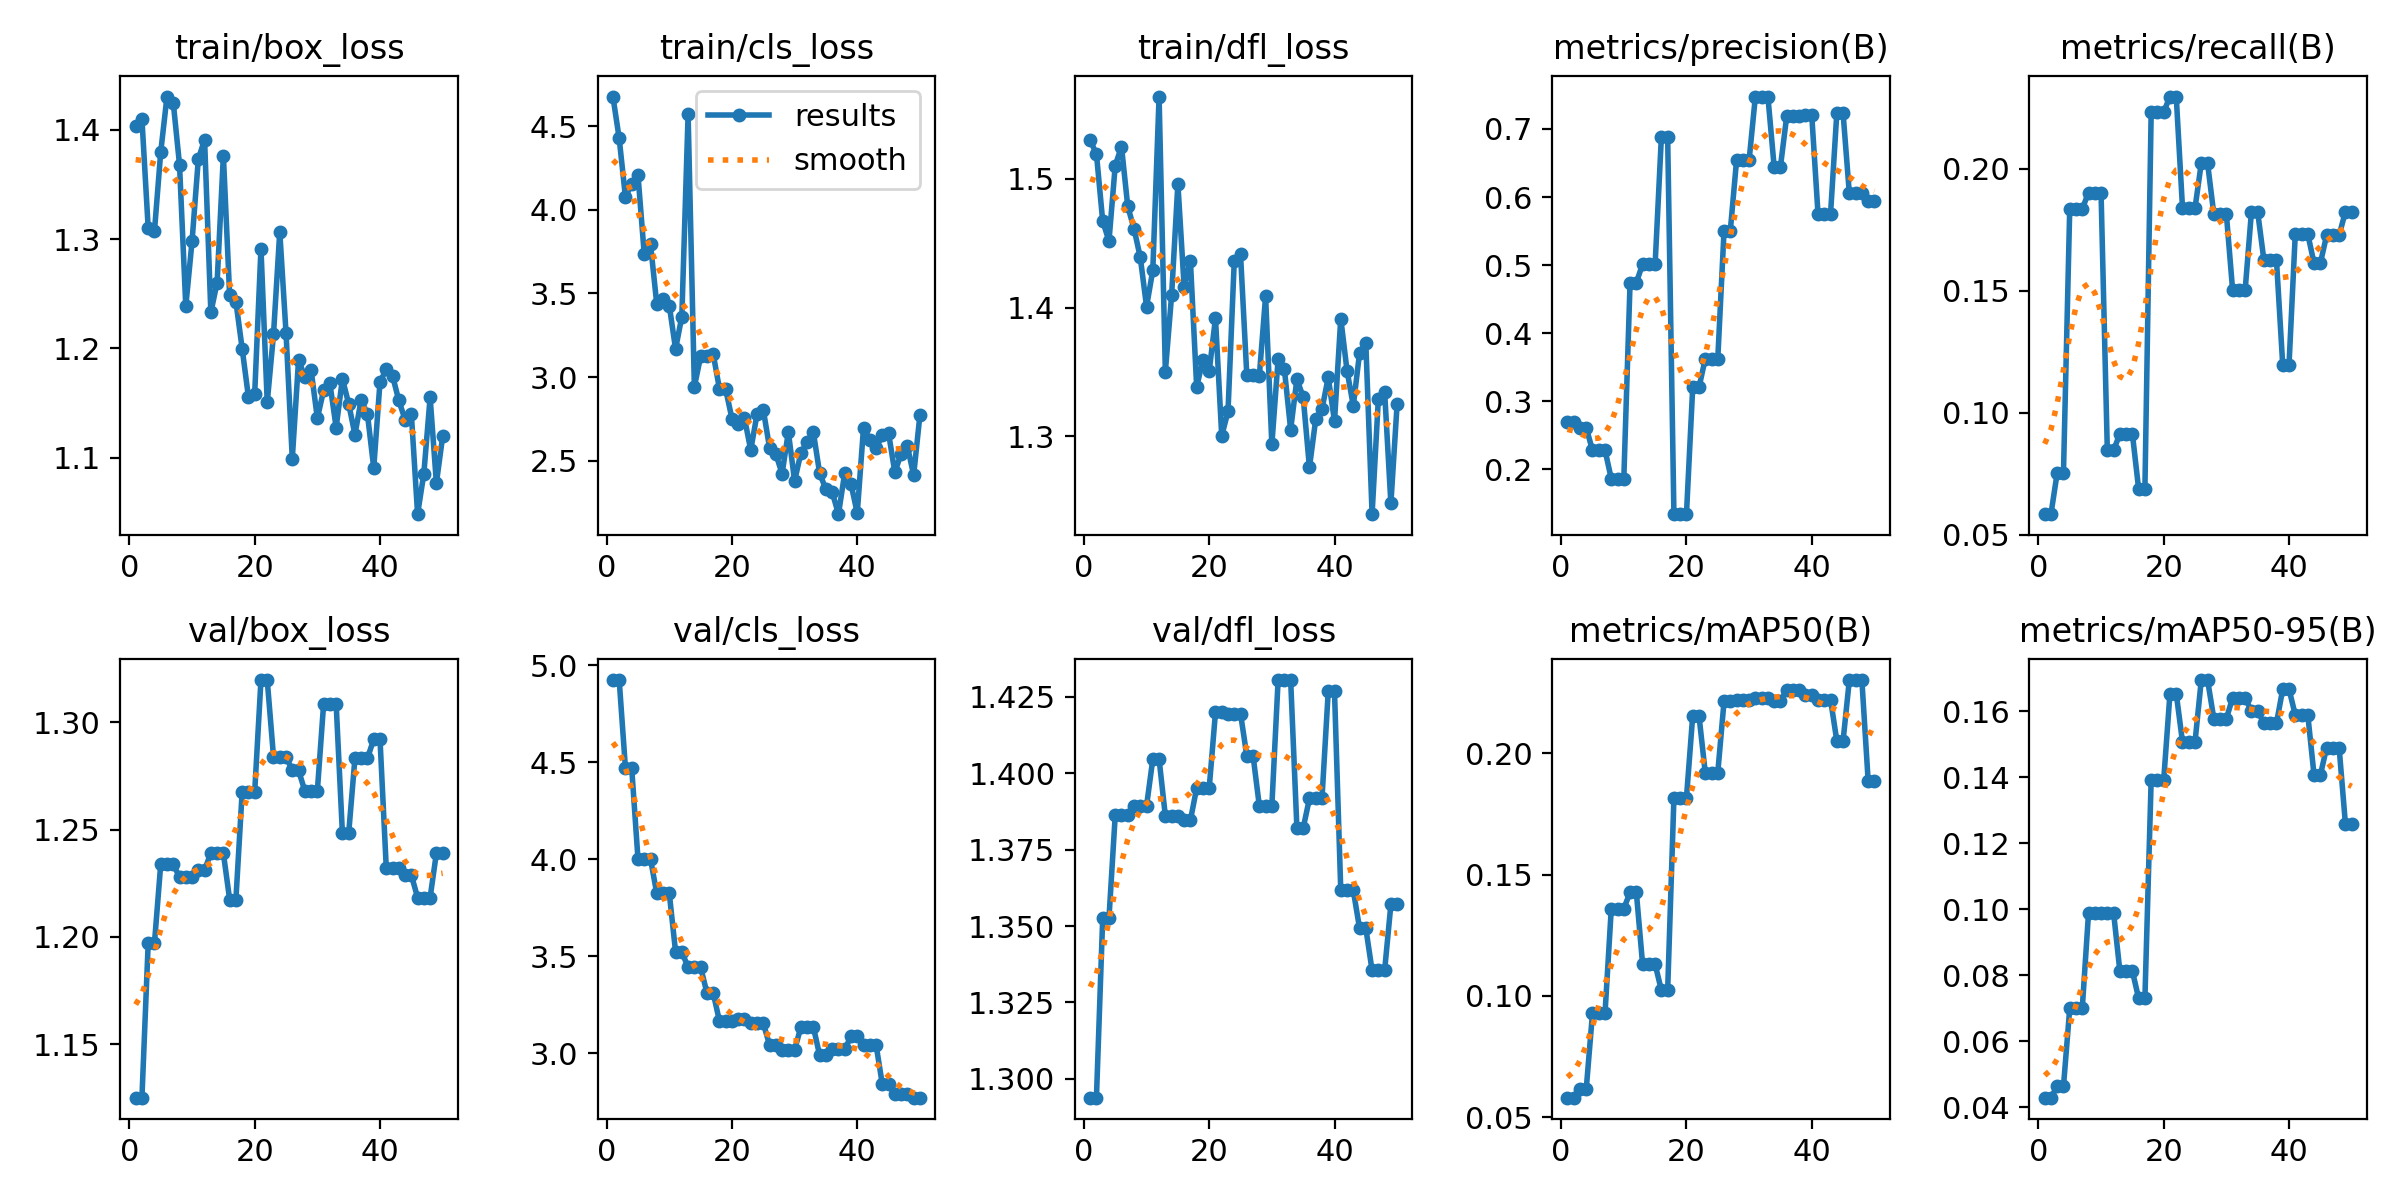 train/box_loss
1.4
1.3
1.2
1.1
0 20 40
train/cls_loss
results
smooth
4.5
4.0
3.5
3.0
2.5
0 20 40
train/dfl_loss
1.5
1.4
1.3
0 20 40
metrics/precision(B)
0.7
0.6
0.5
0.4
0.3
0.2
0 20 40
metrics/recall(B)
0.20
0.15
0.10
0.05
0 20 40
val/box_loss
1.30
1.25
1.20
1.15
0 20 40
val/cls_loss
5.0
4.5
4.0
3.5
3.0
0 20 40
val/dfl_loss
1.425
1.400
1.375
1.350
1.325
1.300
0 20 40
metrics/mAP50(B)
0.20
0.15
0.10
0.05
0 20 40
metrics/mAP50-95(B)
0.16
0.14
0.12
0.10
0.08
0.06
0.04
0 20 40